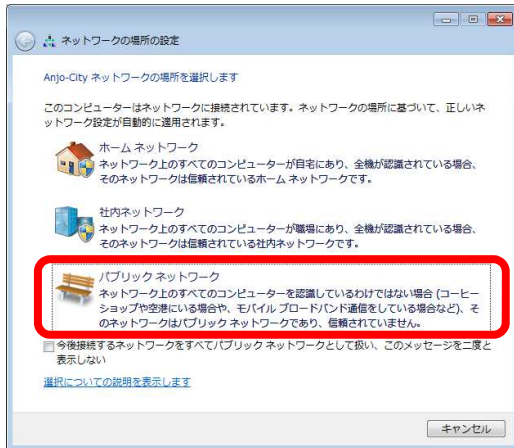 ネットワークの場所の設定
Anjo-City ネットワークの場所を選択します
このコンピューターはネットワークに接続されています。ネットワークの場所に基づいて、正しいネ
ットワーク設定が自動的に適用されます。
ホーム ネットワーク
ネットワーク上のすべてのコンピューターが自宅にあり、全機が認識されている場合、
そのネットワークは信頼されているホーム ネットワークです。
社内ネットワーク
ネットワーク上のすべてのコンピューターが職場にあり、全機が認識されている場合、
そのネットワークは信頼されている社内ネットワークです。
パブリック ネットワーク
ネットワーク上のすべてのコンピューターを認識しているわけではない場合 (コーヒー
ショップや空港にいる場合や、モバイル ブロードバンド通信をしている場合など)、そ
のネットワークはパブリック ネットワークであり、信頼されていません。
今後接続するネットワークをすべてパブリック ネットワークとして扱い、このメッセージを二度と
表示しない
選択についての説明を表示します
キャンセル